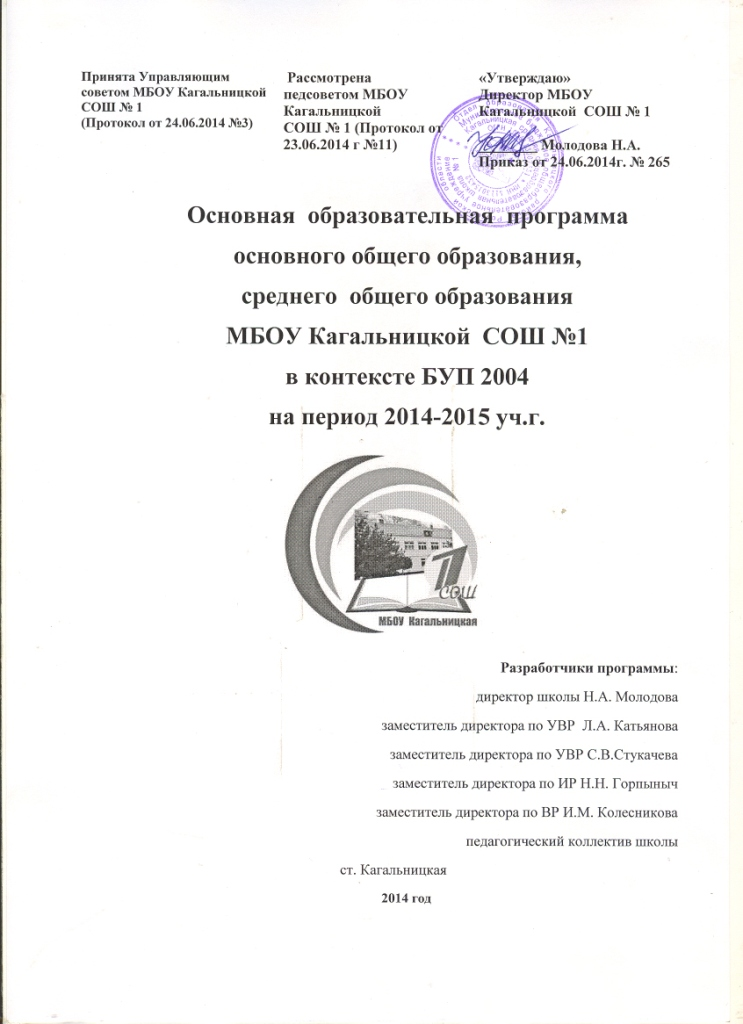 Принята Управляющим
советом МБОУ Кагальницкой
СОШ № 1
(Протокол от 24.06.2014 №3)
Рассмотрена
педсоветом МБОУ
Кагальницкой
СОШ № 1 (Протокол от
23.06.2014 г №11)
«Утверждаю»
Директор МБОУ
Кагальницкой СОШ № 1
Молодова Н.А.
Приказ от 24.06.2014г. № 265
Основная образовательная программа
основного общего образования,
среднего общего образования
МБОУ Кагальницкой СОШ №1
в контексте БУП 2004
на период 2014-2015 уч.г.
1
СОШ
МБОУ Кагальницкая
Разработчики программы:
директор школы Н.А. Молодова
заместитель директора по УВР Л.А. Катьянова
заместитель директора по УВР С.В.Стукачева
заместитель директора по ИР Н.Н. Горпыныч
заместитель директора по ВР И.М. Колесникова
педагогический коллектив школы
ст. Кагальницкая
2014 год